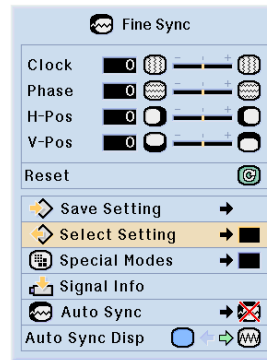 Fine Sync
Clock 0
Phase 0
H-Pos 0
V-Pos 0
Reset
Save Setting
Select Setting
Special Modes
Signal Info
Auto Sync
Auto Sync Disp